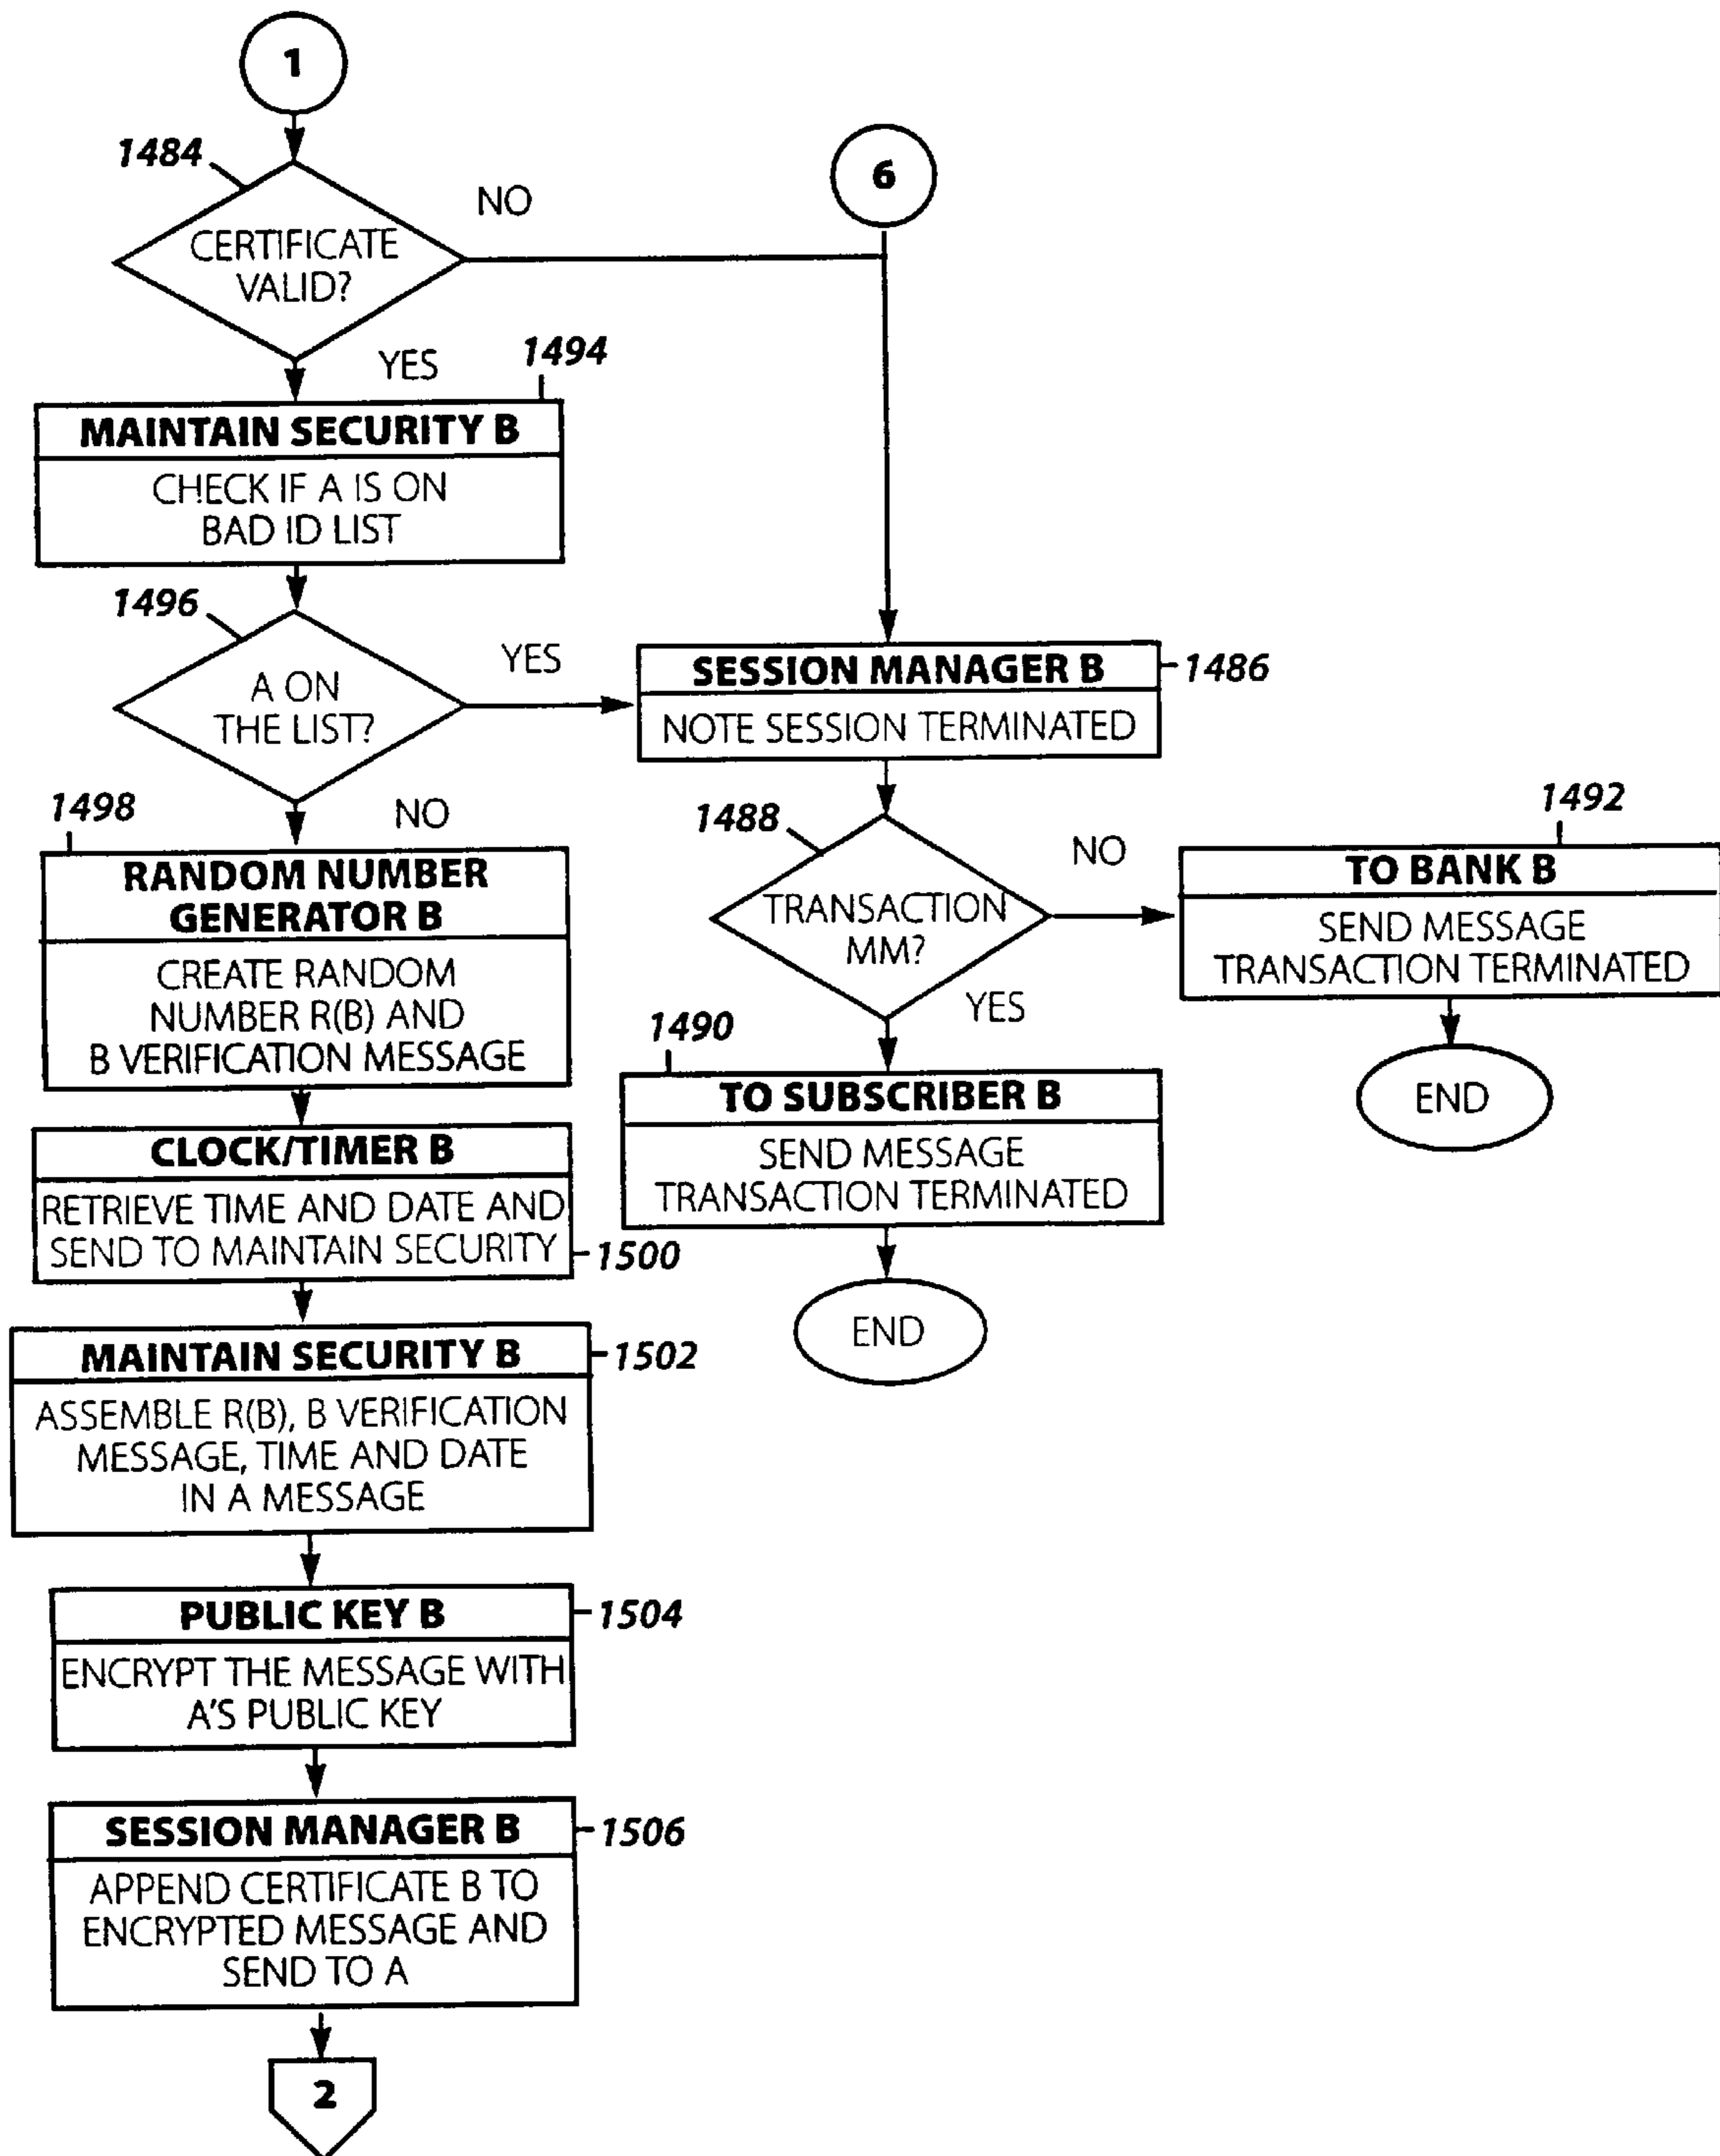 1
1484
NO
6
CERTIFICATE
VALID?
YES
1494
MAINTAIN SECURITY B
CHECK IF A IS ON
BAD ID LIST
1496
A ON
THE LIST?
YES
SESSION MANAGER B
1486
NOTE SESSION TERMINATED
1498
NO
RANDOM NUMBER
GENERATOR B
CREATE RANDOM
NUMBER R(B) AND
B VERIFICATION MESSAGE
1488
TRANSACTION
MM?
NO
YES
1492
TO BANK B
SEND MESSAGE
TRANSACTION TERMINATED
END
1490
TO SUBSCRIBER B
SEND MESSAGE
TRANSACTION TERMINATED
END
CLOCK/TIMER B
RETRIEVE TIME AND DATE AND
SEND TO MAINTAIN SECURITY
1500
MAINTAIN SECURITY B
1502
ASSEMBLE R(B), B VERIFICATION
MESSAGE, TIME AND DATE
IN A MESSAGE
PUBLIC KEY B
1504
ENCRYPT THE MESSAGE WITH
A'S PUBLIC KEY
SESSION MANAGER B
1506
APPEND CERTIFICATE B TO
ENCRYPTED MESSAGE AND
SEND TO A
2